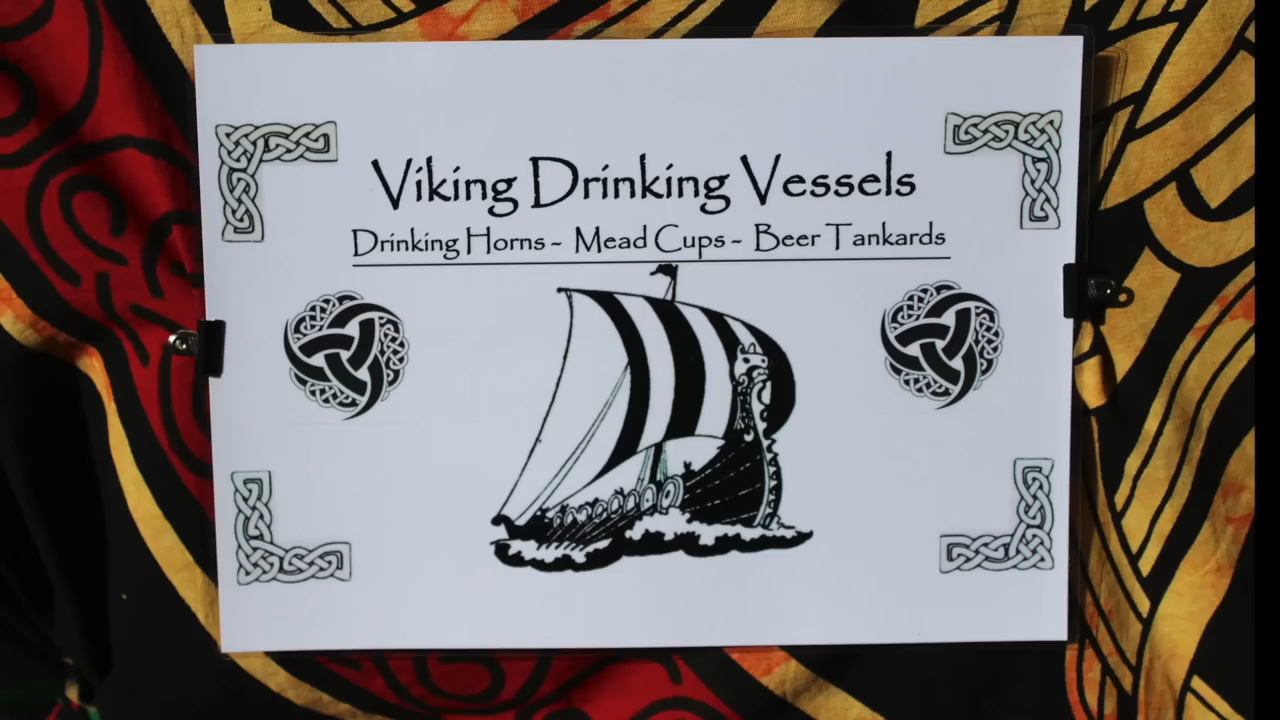 Viking Drinking Vessels
Drinking Horns - Mead Cups - Beer Tankards